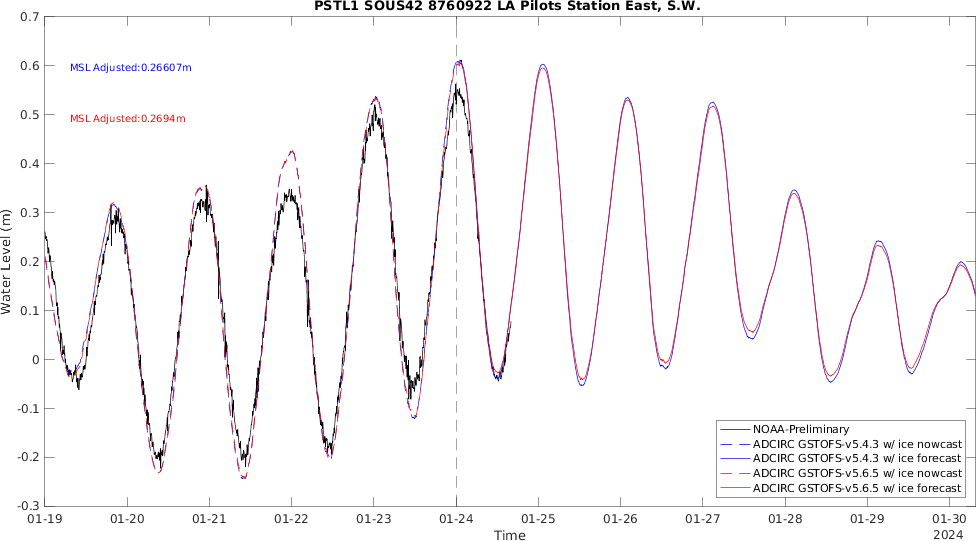 PSTL1 SOUS42 8760922 LA Pilots Station East, S.W.
0.7
0.6
0.5
0.4
0.3
0.2
0.1
0
-0.1
-0.2
-0.3
Water Level (m)
MSL Adjusted:0.26607m
MSL Adjusted:0.2694m
NOAA-Preliminary
ADCIRC GSTOFS-v5.4.3 w/ ice nowcast
ADCIRC GSTOFS-v5.4.3 w/ ice forecast
ADCIRC GSTOFS-v5.6.5 w/ ice nowcast
ADCIRC GSTOFS-v5.6.5 w/ ice forecast
01-19 01-20 01-21 01-22 01-23 01-24 01-25 01-26 01-27 01-28 01-29 01-30
Time
2024